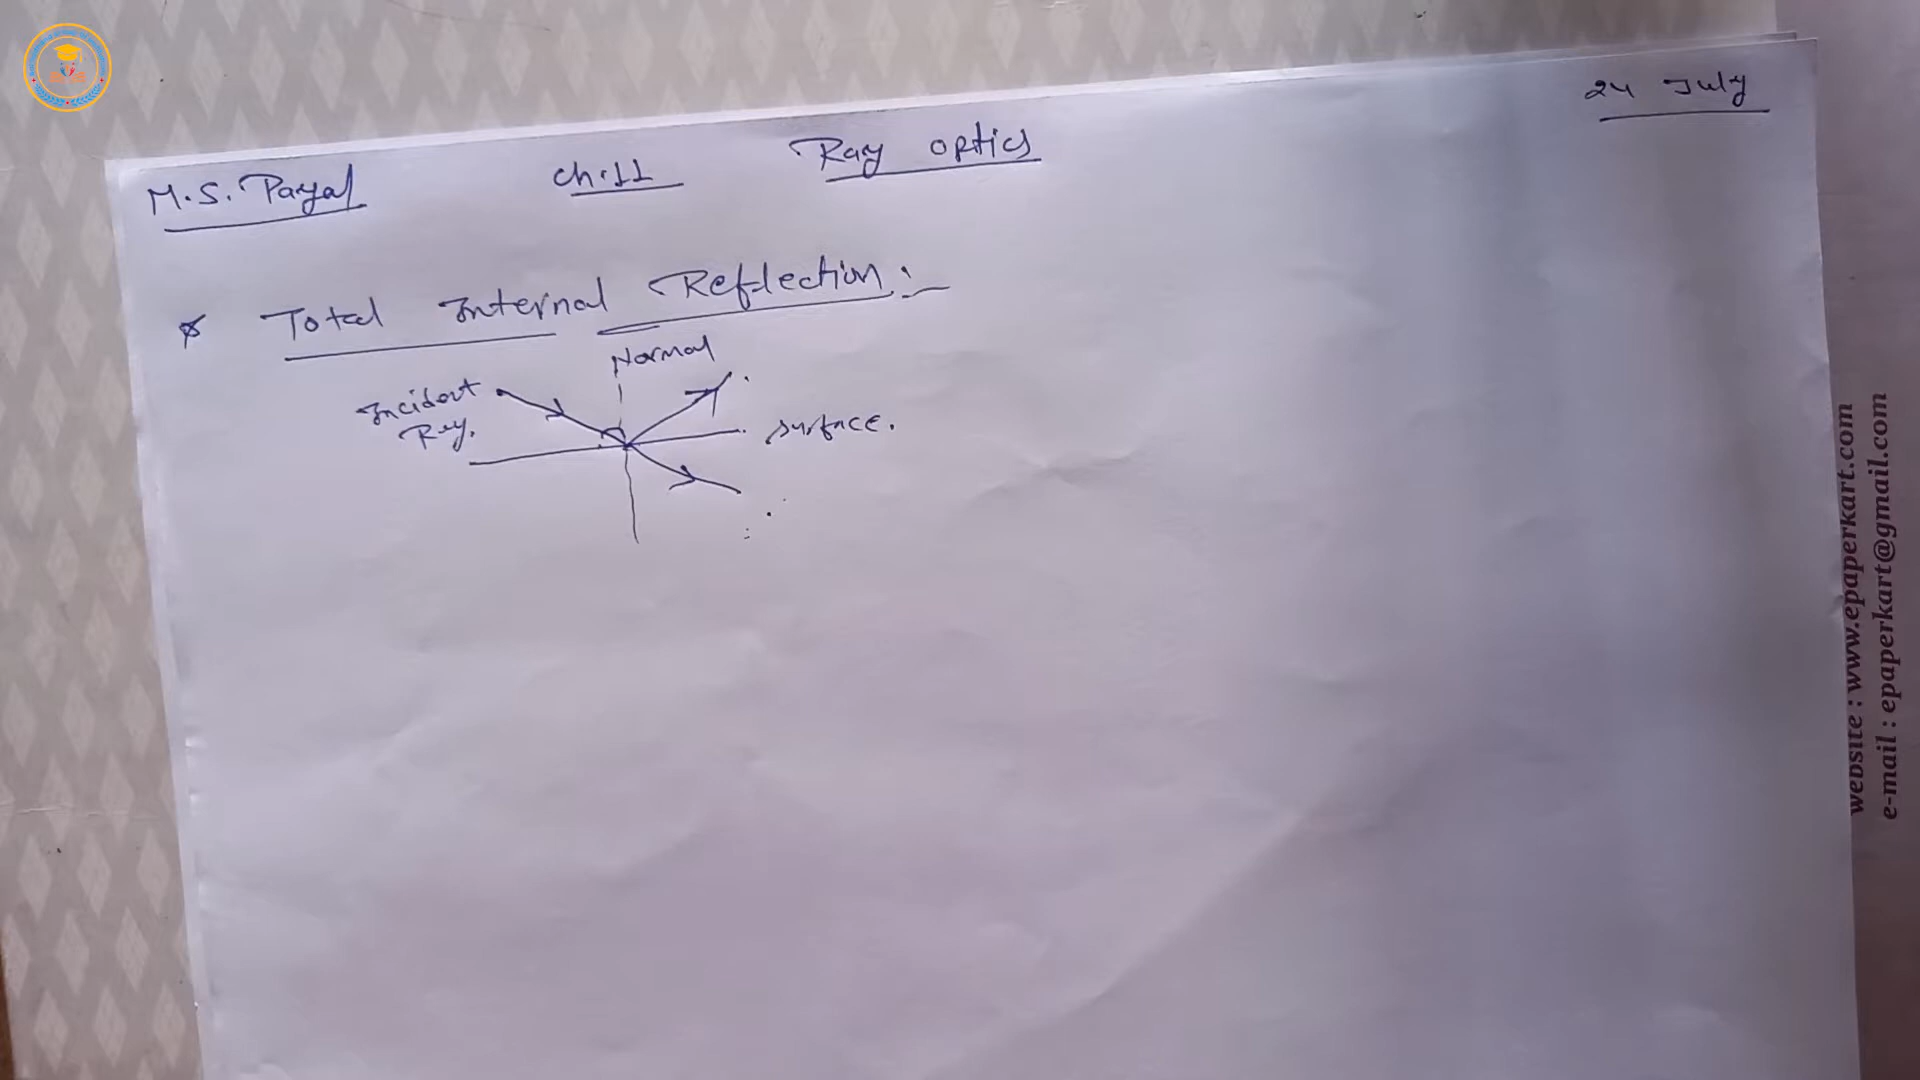 24 July
M.S. Payal ch.11 Ray optics
* Total Internal Reflection :-
Normal
Incident
Ray.
surface.
website : www.epaperkart.com
e-mail : epaperkart@gmail.com